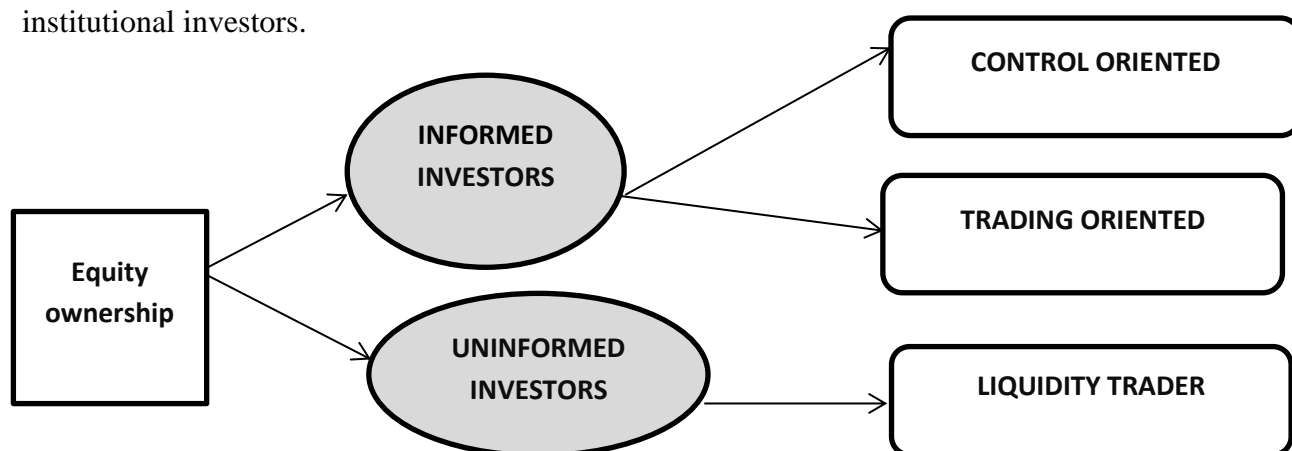 institutional investors.
CONTROL ORIENTED
INFORMED
INVESTORS
TRADING ORIENTED
Equity
ownership
UNINFORMED
INVESTORS
LIQUIDITY TRADER